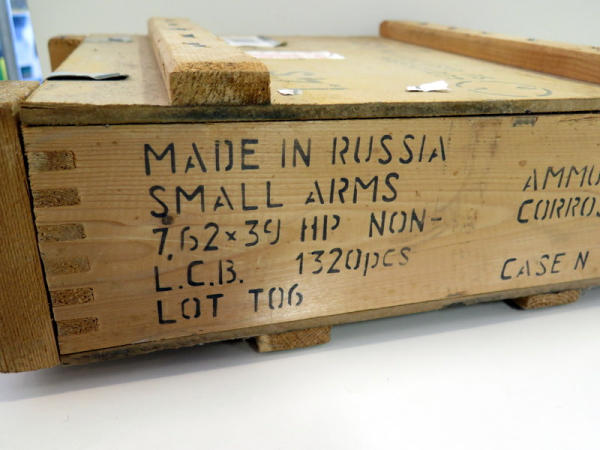 MADE IN RUSSIA
SMALL ARMS AMMU
7,62×39 HP NON-CORROS
L.C.B. 1320pcs
LOT T06 CASE N